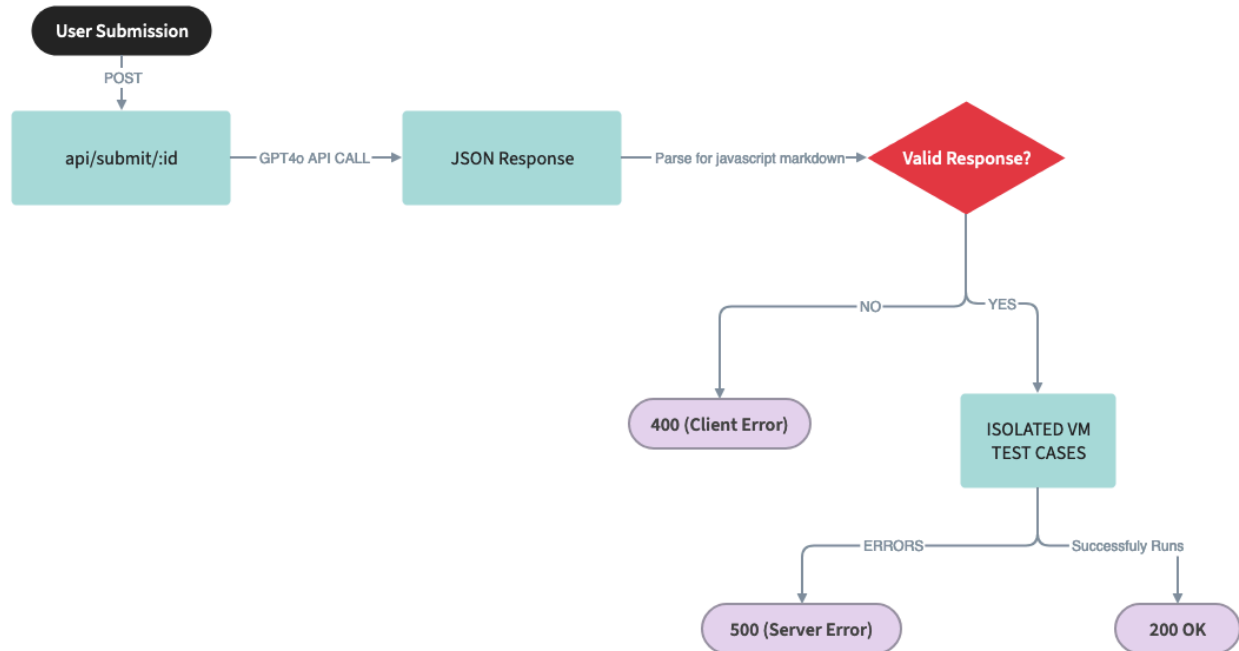 User Submission
POST
api/submit/:id
GPT4o API CALL
JSON Response
Parse for javascript markdown
Valid Response?
NO
YES
400 (Client Error)
ISOLATED VM
TEST CASES
ERRORS
Successfuly Runs
500 (Server Error)
200 OK